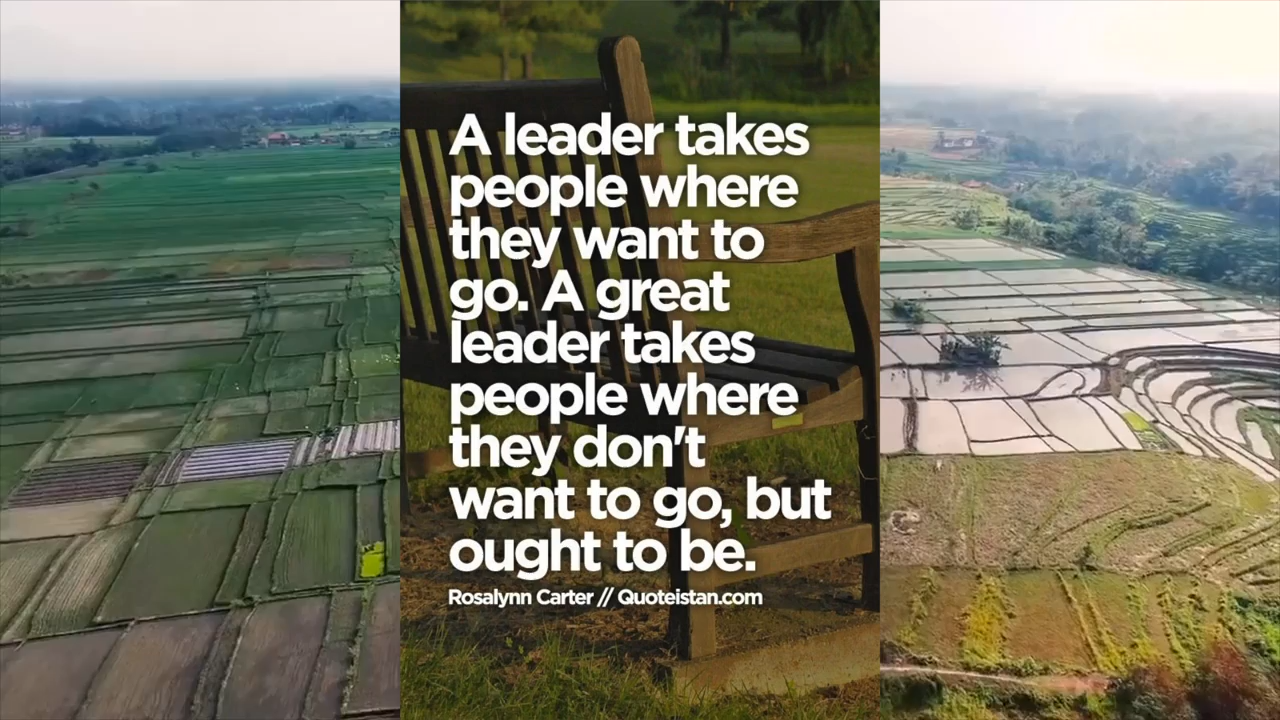 A leader takes
people where
they want to
go. A great
leader takes
people where
they don't
want to go, but
ought to be.
Rosalynn Carter // Quoteistan.com